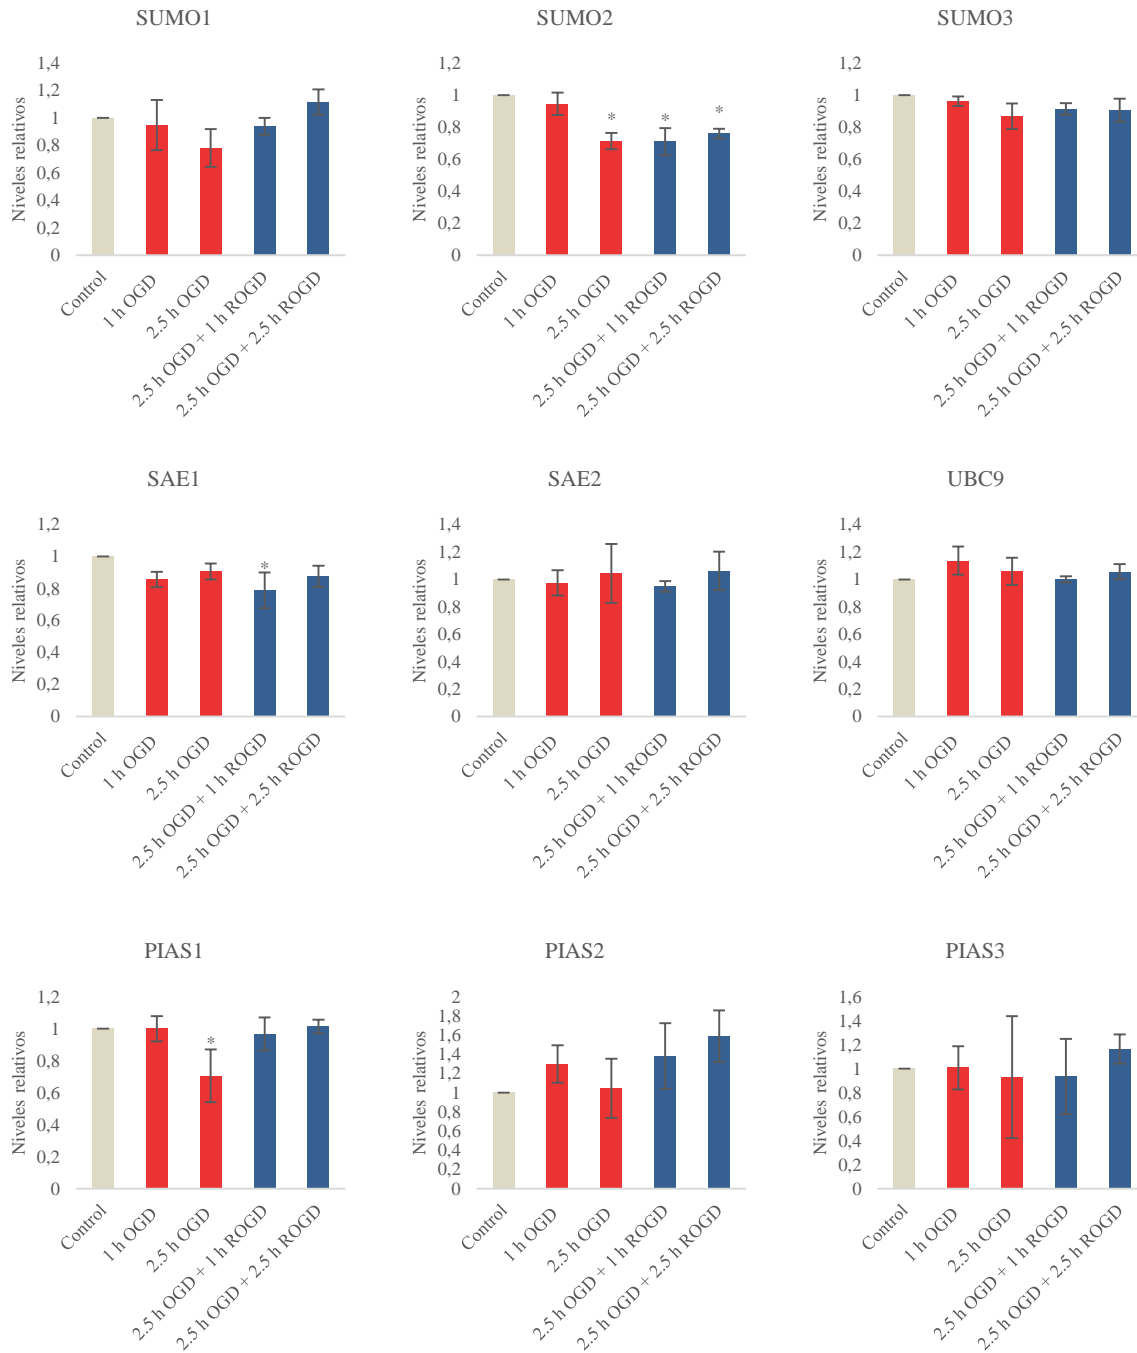 SUMO1
Niveles relativos
1,4
1,2
1
0,8
0,6
0,4
0,2
0
Control
1 h OGD
2.5 h OGD
2.5 h OGD + 1 h ROGD
2.5 h OGD + 2.5 h ROGD
SUMO2
Niveles relativos
1,2
1
0,8
0,6
0,4
0,2
0
*
*
*
Control
1 h OGD
2.5 h OGD
2.5 h OGD + 1 h ROGD
2.5 h OGD + 2.5 h ROGD
SUMO3
Niveles relativos
1,2
1
0,8
0,6
0,4
0,2
0
Control
1 h OGD
2.5 h OGD
2.5 h OGD + 1 h ROGD
2.5 h OGD + 2.5 h ROGD
SAE1
Niveles relativos
1,2
1
0,8
0,6
0,4
0,2
0
*
Control
1 h OGD
2.5 h OGD
2.5 h OGD + 1 h ROGD
2.5 h OGD + 2.5 h ROGD
SAE2
Niveles relativos
1,4
1,2
1
0,8
0,6
0,4
0,2
0
Control
1 h OGD
2.5 h OGD
2.5 h OGD + 1 h ROGD
2.5 h OGD + 2.5 h ROGD
UBC9
Niveles relativos
1,4
1,2
1
0,8
0,6
0,4
0,2
0
Control
1 h OGD
2.5 h OGD
2.5 h OGD + 1 h ROGD
2.5 h OGD + 2.5 h ROGD
PIAS1
Niveles relativos
1,2
1
0,8
0,6
0,4
0,2
0
*
Control
1 h OGD
2.5 h OGD
2.5 h OGD + 1 h ROGD
2.5 h OGD + 2.5 h ROGD
PIAS2
Niveles relativos
2
1,8
1,6
1,4
1,2
1
0,8
0,6
0,4
0,2
0
Control
1 h OGD
2.5 h OGD
2.5 h OGD + 1 h ROGD
2.5 h OGD + 2.5 h ROGD
PIAS3
Niveles relativos
1,6
1,4
1,2
1
0,8
0,6
0,4
0,2
0
Control
1 h OGD
2.5 h OGD
2.5 h OGD + 1 h ROGD
2.5 h OGD + 2.5 h ROGD